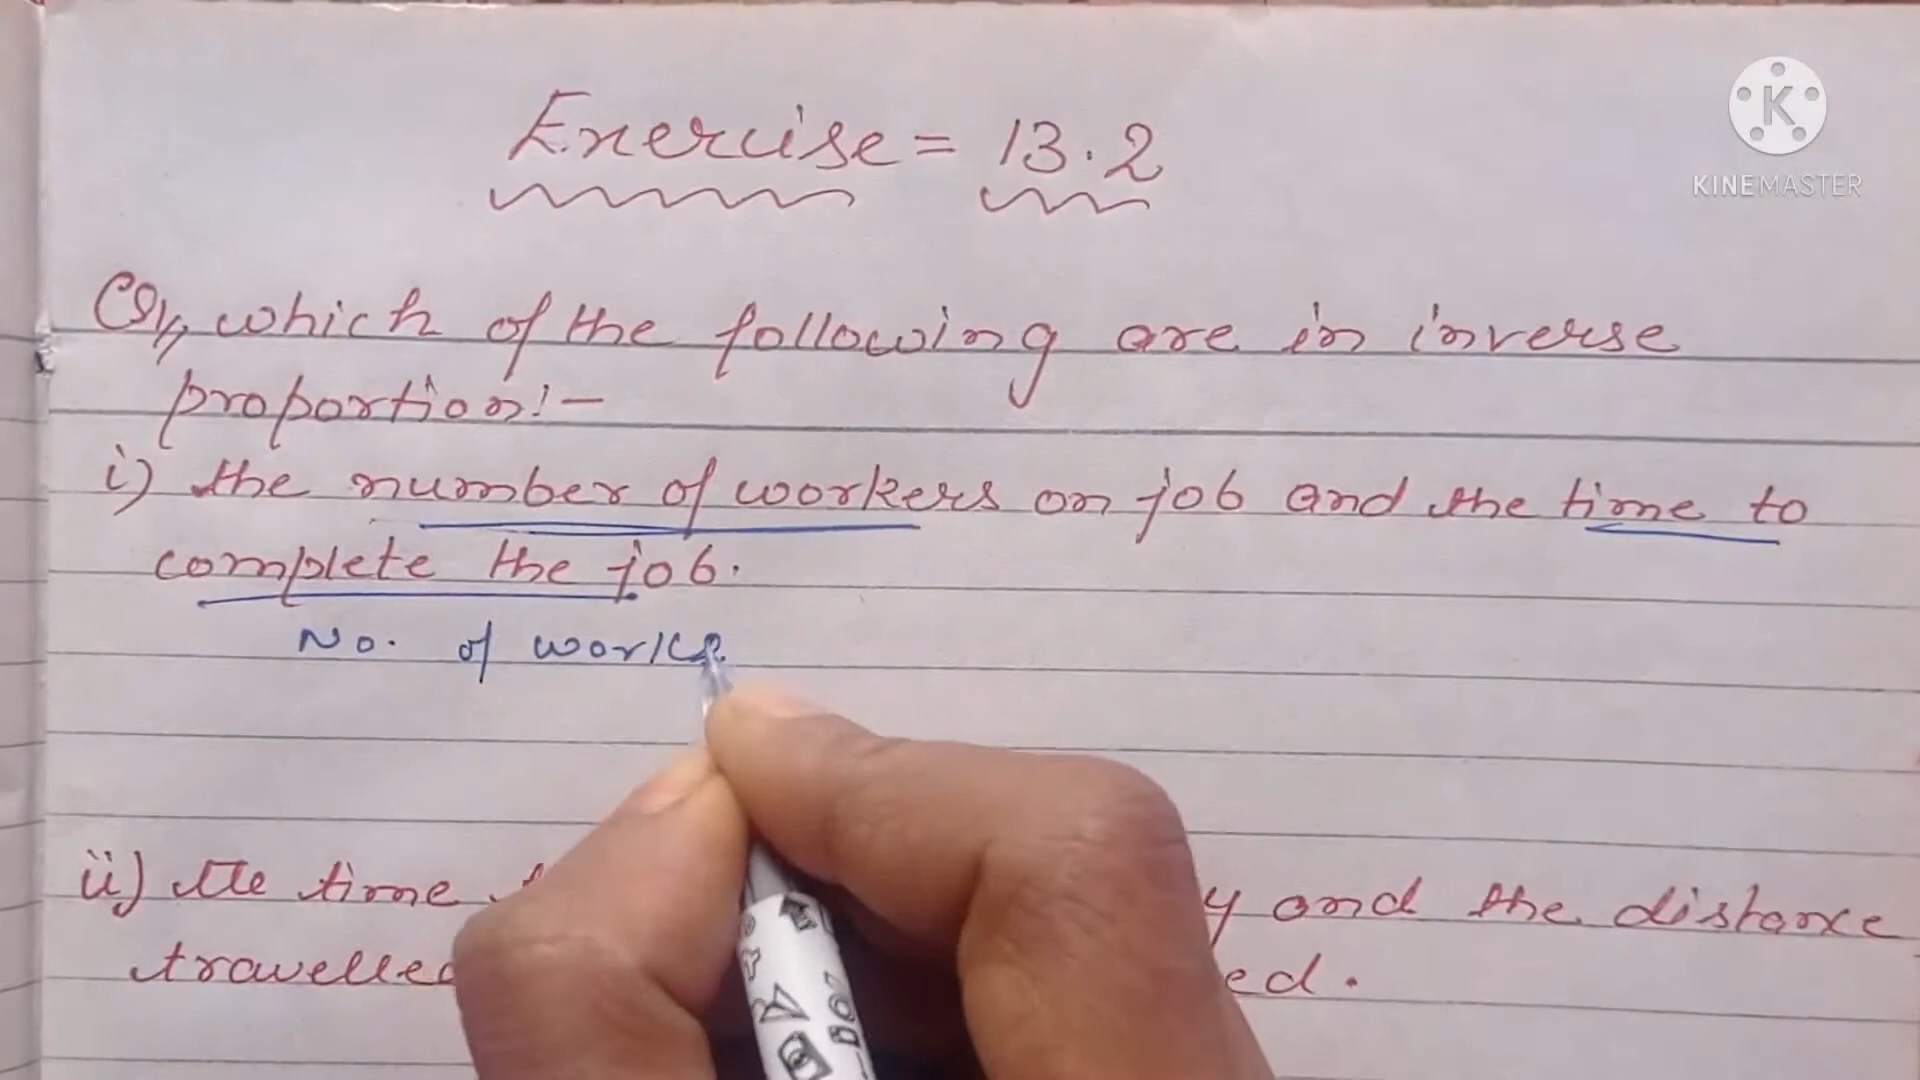 Exercise = 13.2
K
KINEMASTER
Q1, which of the following are in inverse
proportion:-
i) the number of workers on job and the time to
complete the job.
No. of worke
ii) the time
y and the distance
travelled
ed.